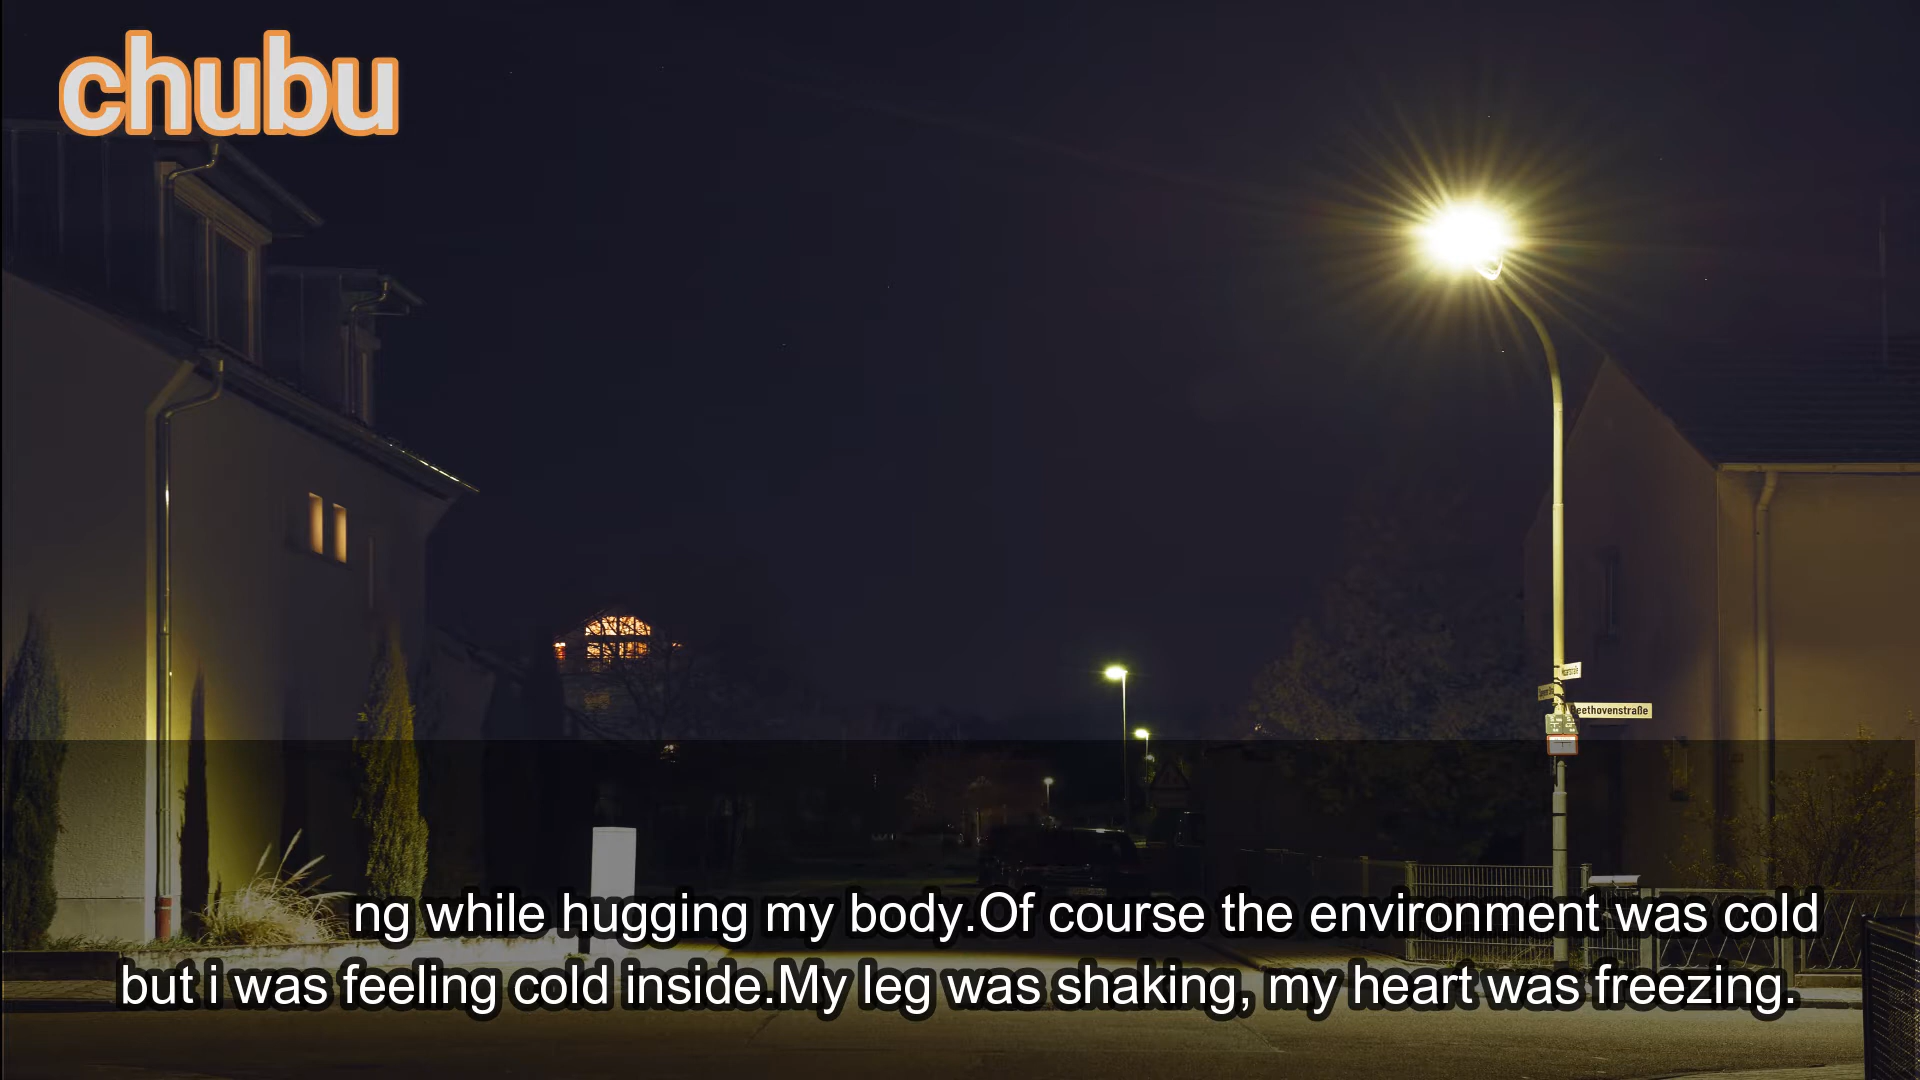 chubu
Beethovenstraße
ng while hugging my body.Of course the environment was cold
but i was feeling cold inside.My leg was shaking, my heart was freezing.